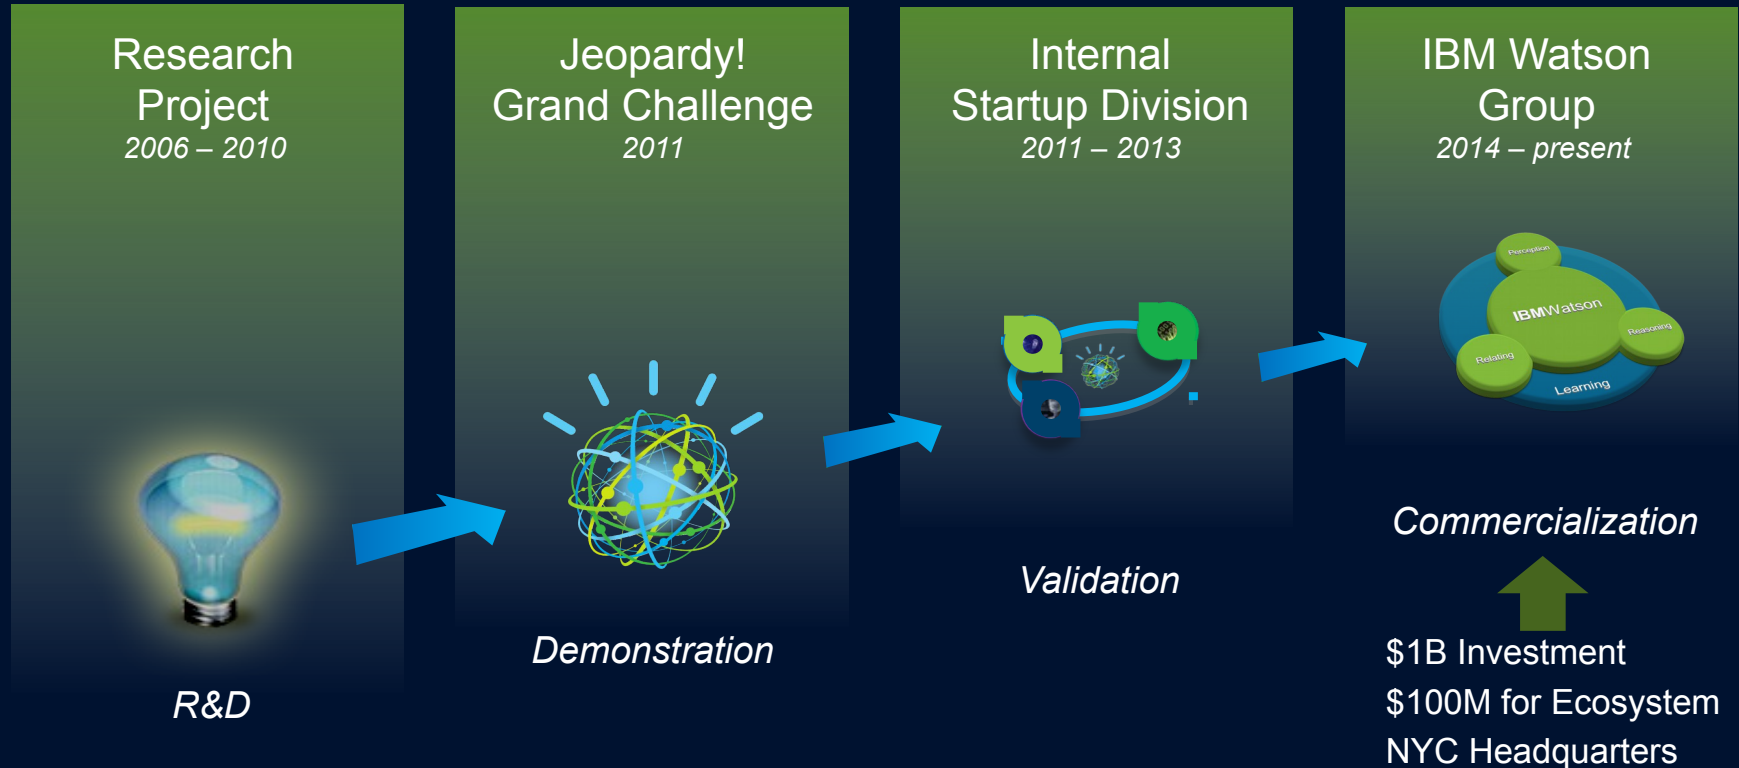 Research
Project
2006 – 2010
R&D
Jeopardy!
Grand Challenge
2011
Demonstration
Internal
Startup Division
2011 – 2013
Validation
IBM Watson
Group
2014 – present
Perception
IBMWatson
Reasoning
Relating
Learning
Commercialization
$1B Investment
$100M for Ecosystem
NYC Headquarters